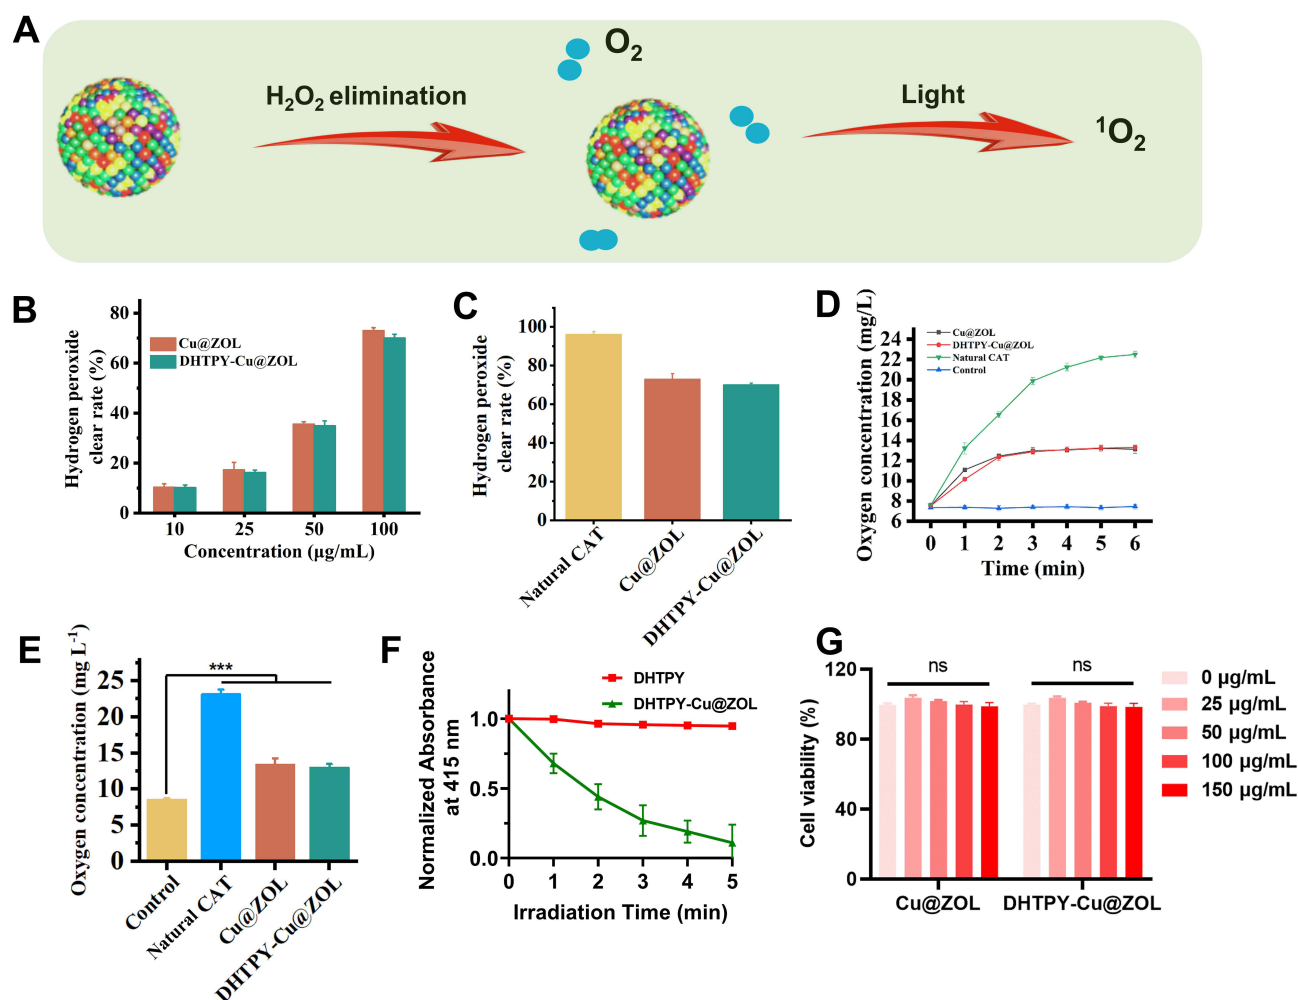 A
H₂O₂ elimination
O₂
Light
¹O₂
B
Hydrogen peroxide
clear rate (%)
80
60
40
20
0
Cu@ZOL
DHTPY-Cu@ZOL
10 25 50 100
Concentration (μg/mL)
C
Hydrogen peroxide
clear rate (%)
100
80
60
40
20
0
Natural CAT
Cu@ZOL
DHTPY-Cu@ZOL
D
Oxygen concentration (mg/L)
24
22
20
18
16
14
12
10
8
6
Cu@ZOL
DHTPY-Cu@ZOL
Natural CAT
Control
0 1 2 3 4 5 6
Time (min)
E
Oxygen concentration (mg L⁻¹)
25
20
15
10
5
0
***
Control
Natural CAT
Cu@ZOL
DHTPY-Cu@ZOL
F
Normalized Absorbance
at 415 nm
DHTPY
DHTPY-Cu@ZOL
1.0
0.5
0.0
0 1 2 3 4 5
Irradiation Time (min)
G
Cell viability (%)
120
80
40
0
ns ns
Cu@ZOL DHTPY-Cu@ZOL
0 μg/mL
25 μg/mL
50 μg/mL
100 μg/mL
150 μg/mL